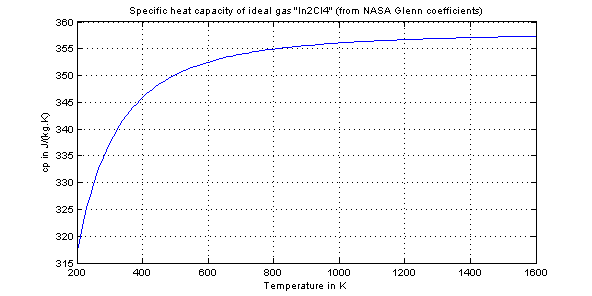 Specific heat capacity of ideal gas "In2Cl4" (from NASA Glenn coefficients)
360
355
350
345
340
335
330
325
320
315
cp in J/(kg.K)
200 400 600 800 1000 1200 1400 1600
Temperature in K